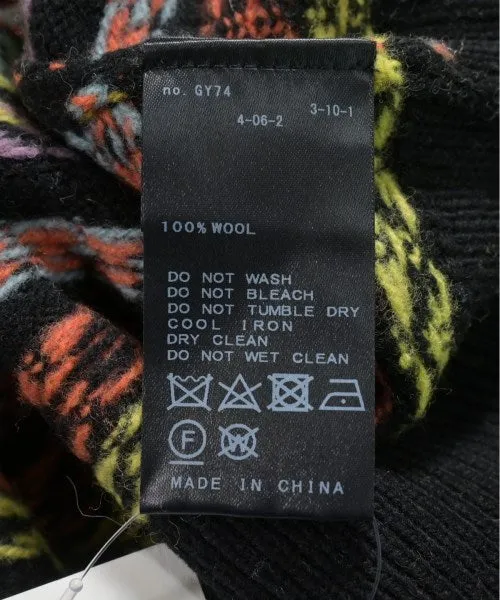 no. GY74
3-10-1
4-06-2
100% WOOL
DO NOT WASH
DO NOT BLEACH
DO NOT TUMBLE DRY
COOL IRON
DRY CLEAN
DO NOT WET CLEAN
F W
MADE IN CHINA